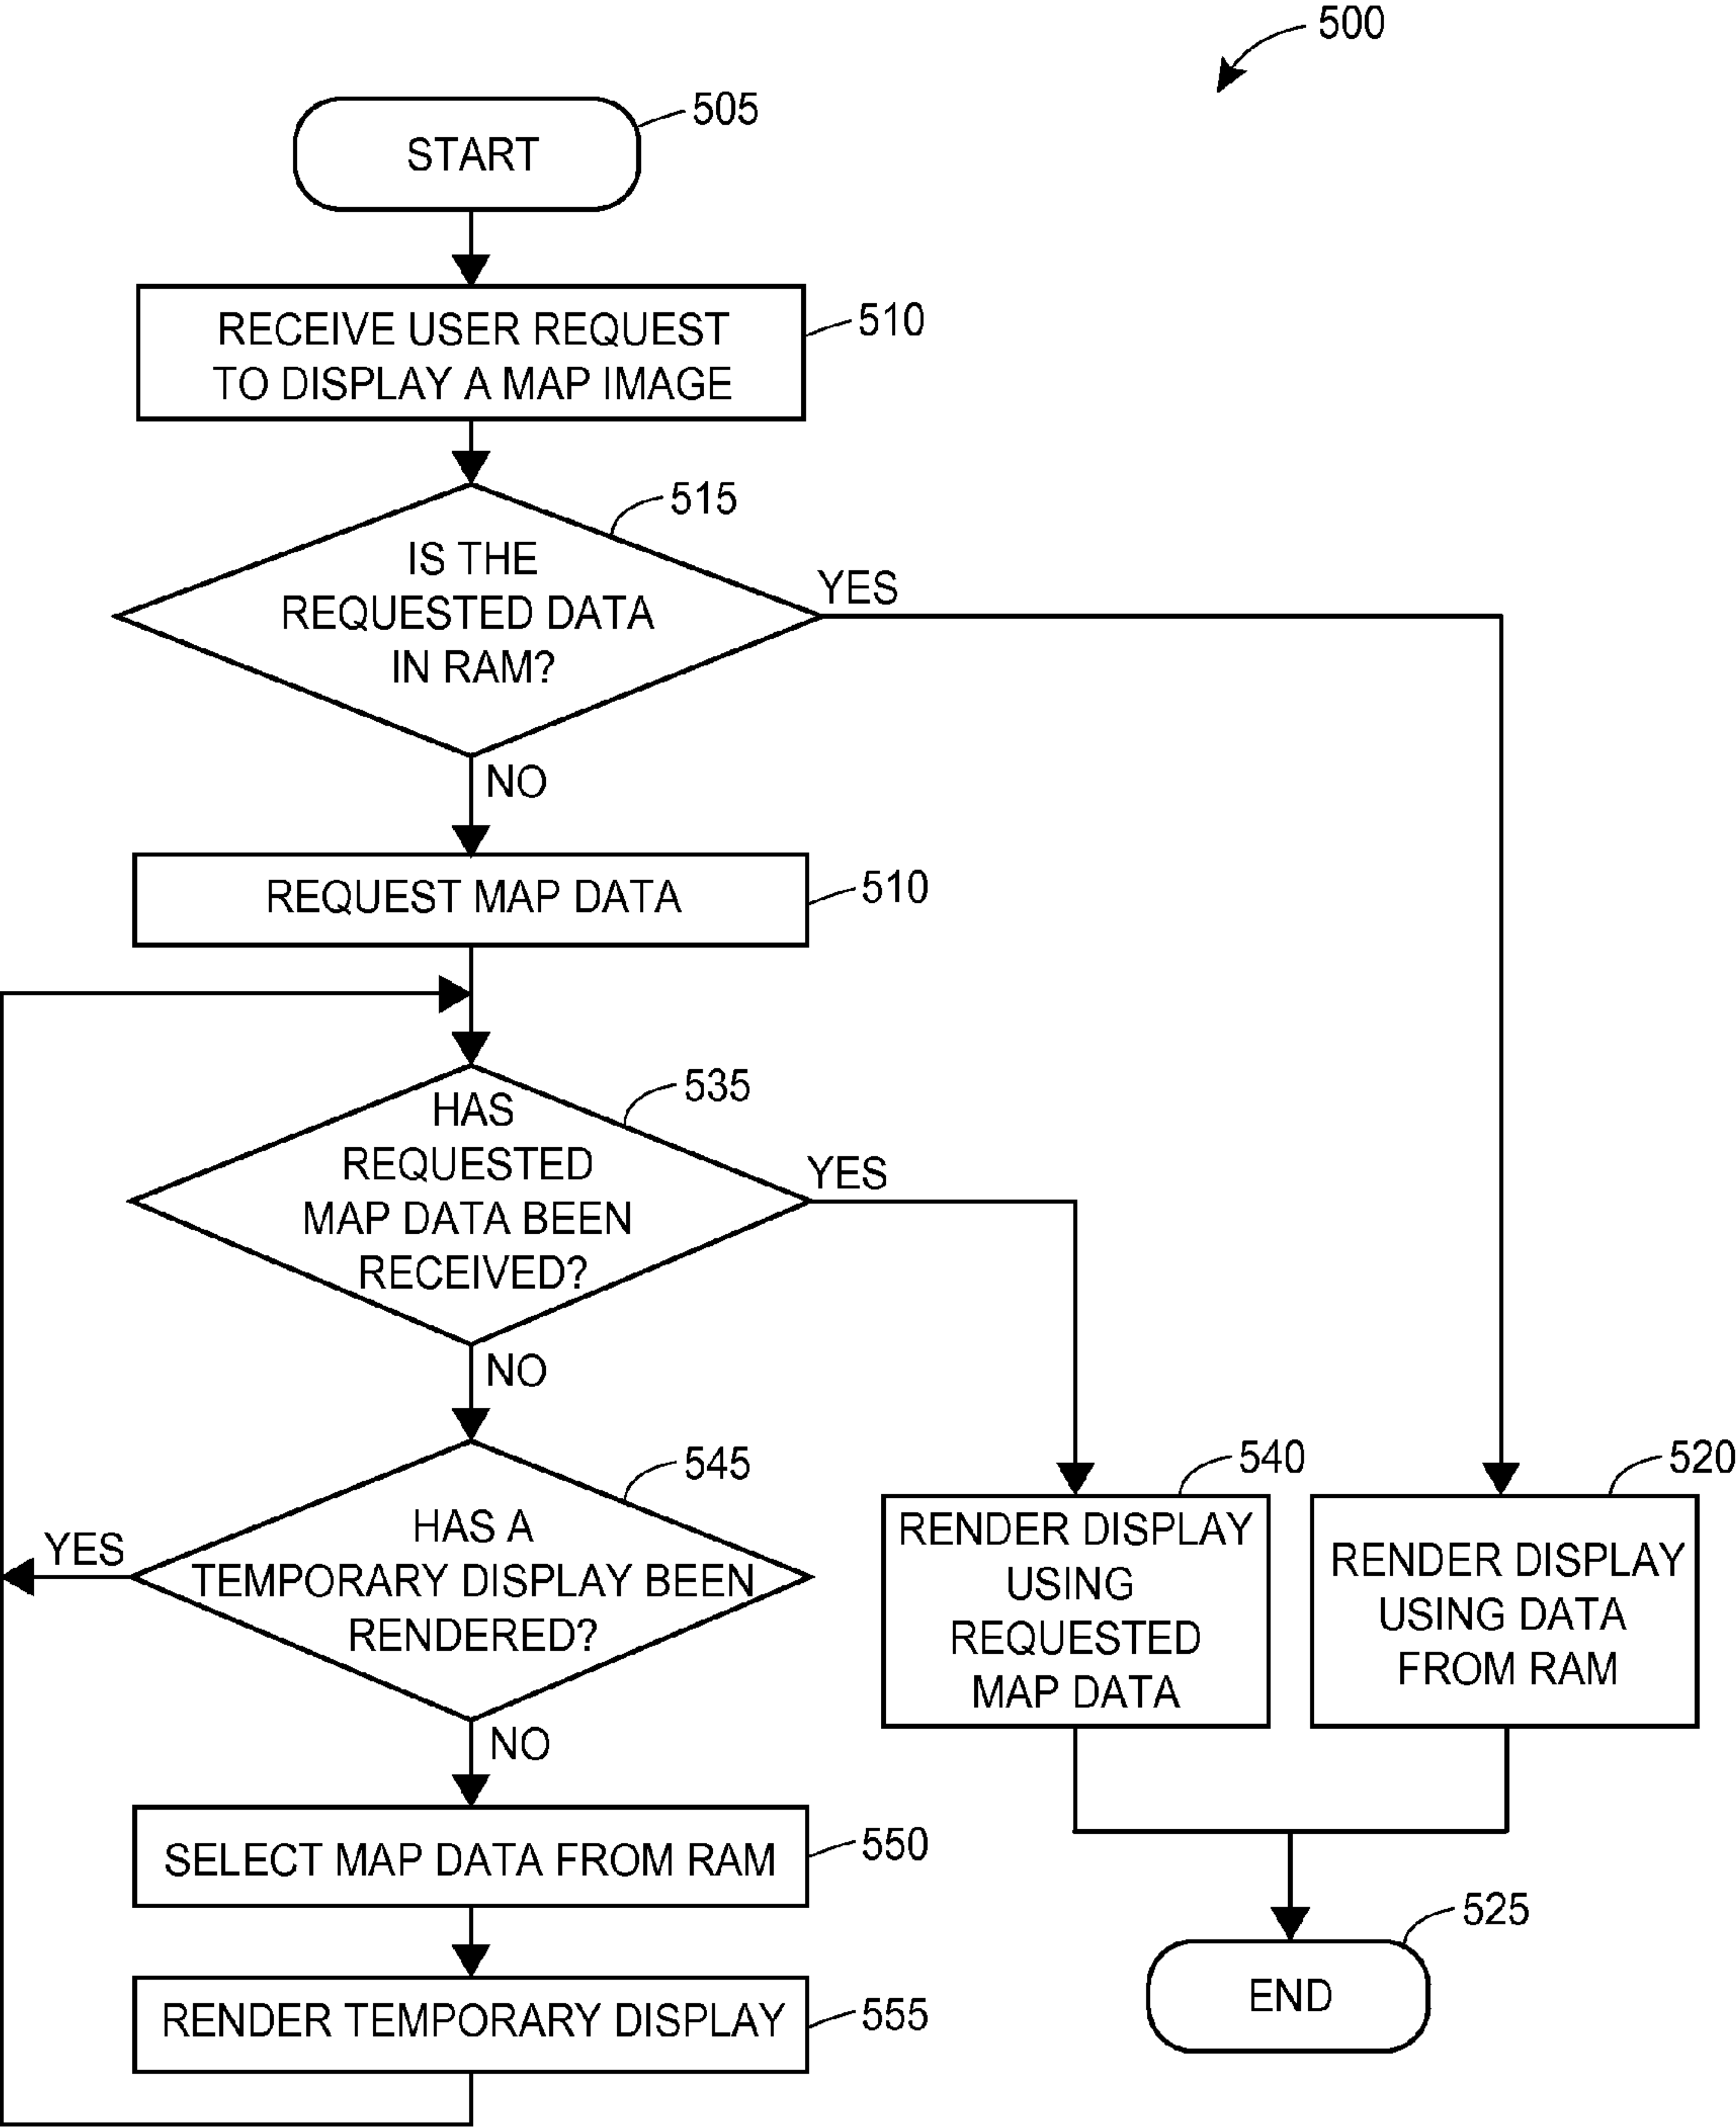 500
START
505
RECEIVE USER REQUEST
TO DISPLAY A MAP IMAGE
510
515
IS THE
REQUESTED DATA
IN RAM?
YES
NO
REQUEST MAP DATA
510
535
HAS
REQUESTED
MAP DATA BEEN
RECEIVED?
YES
NO
545
HAS A
TEMPORARY DISPLAY BEEN
RENDERED?
YES
NO
540
RENDER DISPLAY
USING
REQUESTED
MAP DATA
520
RENDER DISPLAY
USING DATA
FROM RAM
SELECT MAP DATA FROM RAM
550
RENDER TEMPORARY DISPLAY
555
525
END